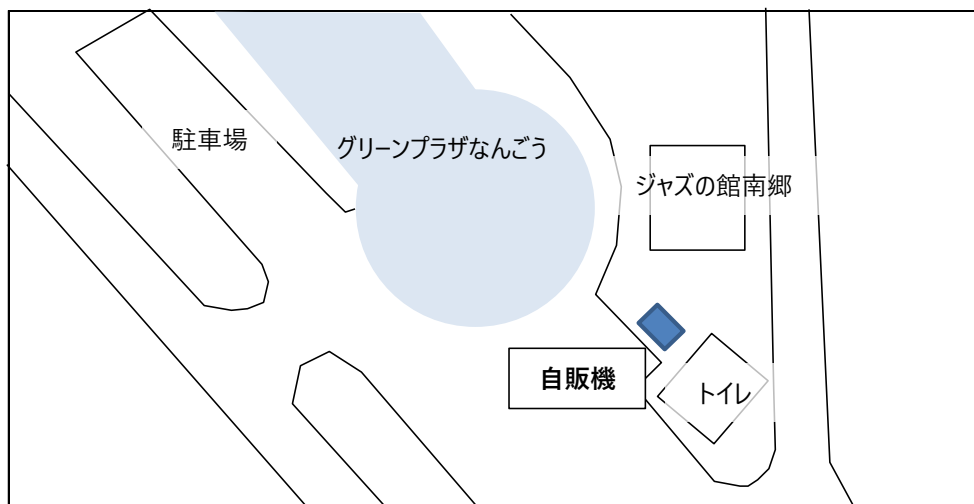 駐車場
グリーンプラザなんごう
ジャズの館南郷
自販機
トイレ